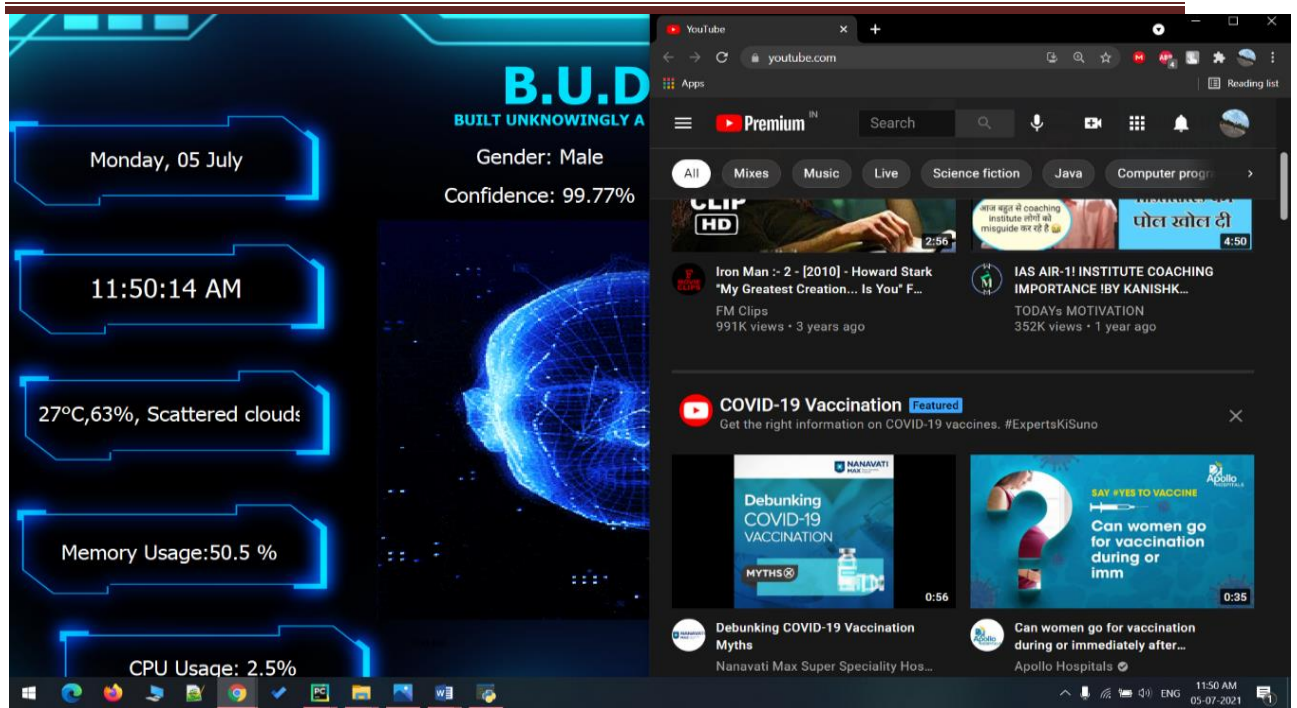 B.U.D
BUILT UNKNOWINGLY A
Gender: Male
Confidence: 99.77%
Monday, 05 July
11:50:14 AM
27°C,63%, Scattered clouds
Memory Usage:50.5 %
CPU Usage: 2.5%
YouTube
youtube.com
4
Apps
Reading list
Premium IN
Search
All Mixes Music Live Science fiction Java Computer progr
CLIP
HD
2:56
आज बहुत से coaching
institute लोगों को
misguide कर रहे है
पोल खोल दी
4:50
Iron Man :- 2 - [2010] - Howard Stark
"My Greatest Creation... Is You" F...
FM Clips
991K views • 3 years ago
IAS AIR-1! INSTITUTE COACHING
IMPORTANCE !BY KANISHK...
TODAYs MOTIVATION
352K views • 1 year ago
COVID-19 Vaccination Featured
Get the right information on COVID-19 vaccines. #ExpertsKiSuno
NANAVATI
MAX
Debunking
COVID-19
VACCINATION
MYTHS
0:56
Apollo
HOSPITALS
SAY #YES TO VACCINE
Can women go
for vaccination
during or
imm
0:35
Debunking COVID-19 Vaccination
Myths
Nanavati Max Super Speciality Hos...
Can women go for vaccination
during or immediately after...
Apollo Hospitals
ENG
11:50 AM
05-07-2021
1